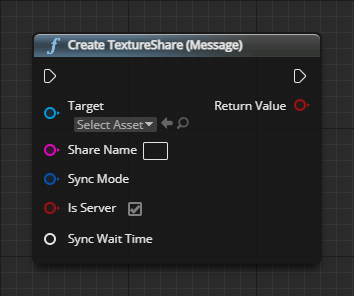 f Create TextureShare (Message)
Target Return Value
Select Asset
Share Name
Sync Mode
Is Server
Sync Wait Time